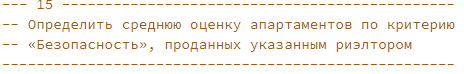 --- 15 ----------------------------------------------
-- Определить среднюю оценку апартаментов по критерию
-- «Безопасность», проданных указанным риэлтором
-----------------------------------------------------